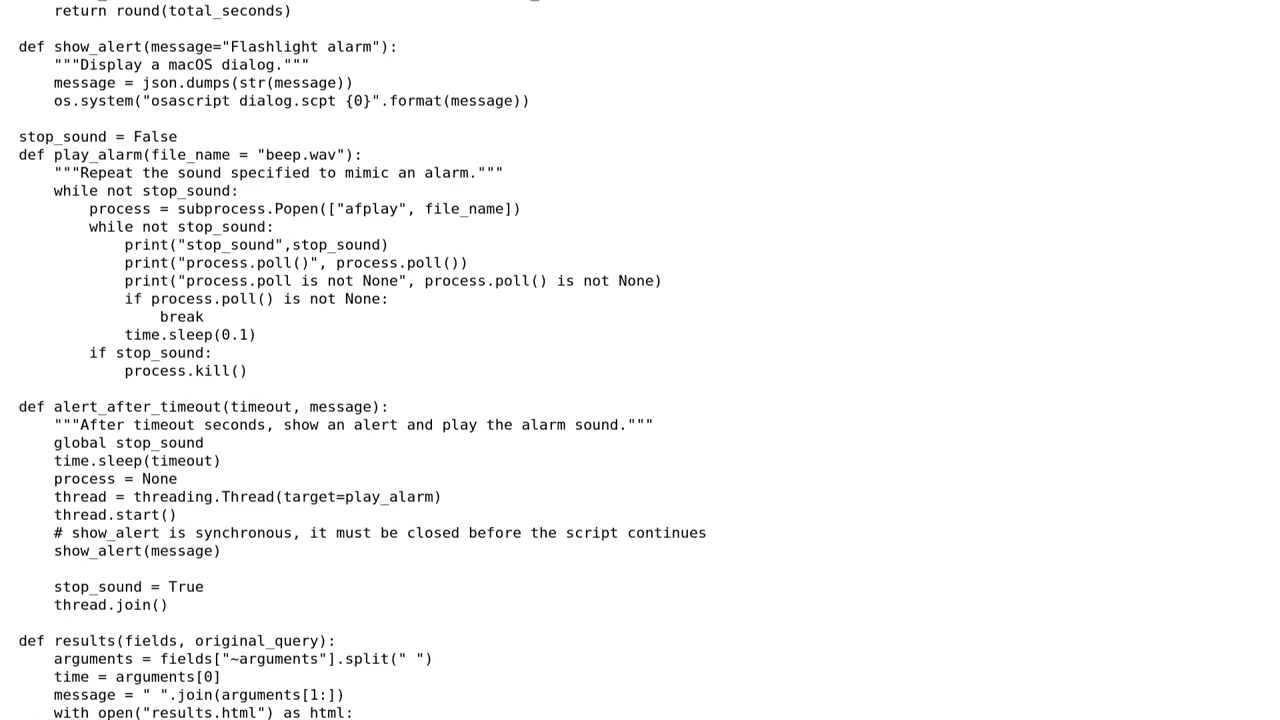 return round(total_seconds)
def show_alert(message="Flashlight alarm"):
"""Display a macOS dialog."""
message = json.dumps(str(message))
os.system("osascript dialog.scpt {0}".format(message))
stop_sound = False
def play_alarm(file_name = "beep.wav"):
"""Repeat the sound specified to mimic an alarm."""
while not stop_sound:
process = subprocess.Popen(["afplay", file_name])
while not stop_sound:
print("stop_sound",stop_sound)
print("process.poll()", process.poll())
print("process.poll is not None", process.poll() is not None)
if process.poll() is not None:
break
time.sleep(0.1)
if stop_sound:
process.kill()
def alert_after_timeout(timeout, message):
"""After timeout seconds, show an alert and play the alarm sound."""
global stop_sound
time.sleep(timeout)
process = None
thread = threading.Thread(target=play_alarm)
thread.start()
# show_alert is synchronous, it must be closed before the script continues
show_alert(message)
stop_sound = True
thread.join()
def results(fields, original_query):
arguments = fields["~arguments"].split(" ")
time = arguments[0]
message = " ".join(arguments[1:])
with open("results.html") as html: